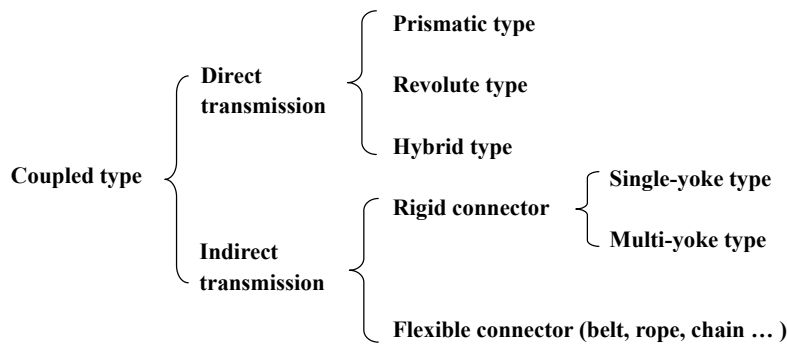 Coupled type
Direct
transmission
Prismatic type
Revolute type
Hybrid type
Indirect
transmission
Rigid connector
Single-yoke type
Multi-yoke type
Flexible connector (belt, rope, chain … )